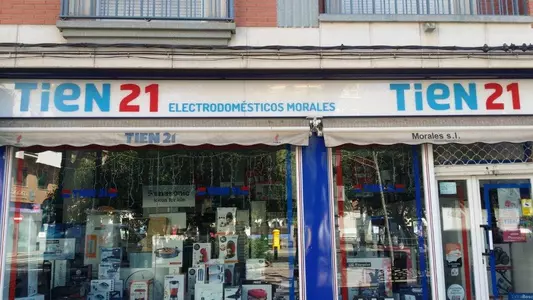 Tien 21 ELECTRODOMÉSTICOS MORALES Tien 21
TIEN 21
Morales s.l.